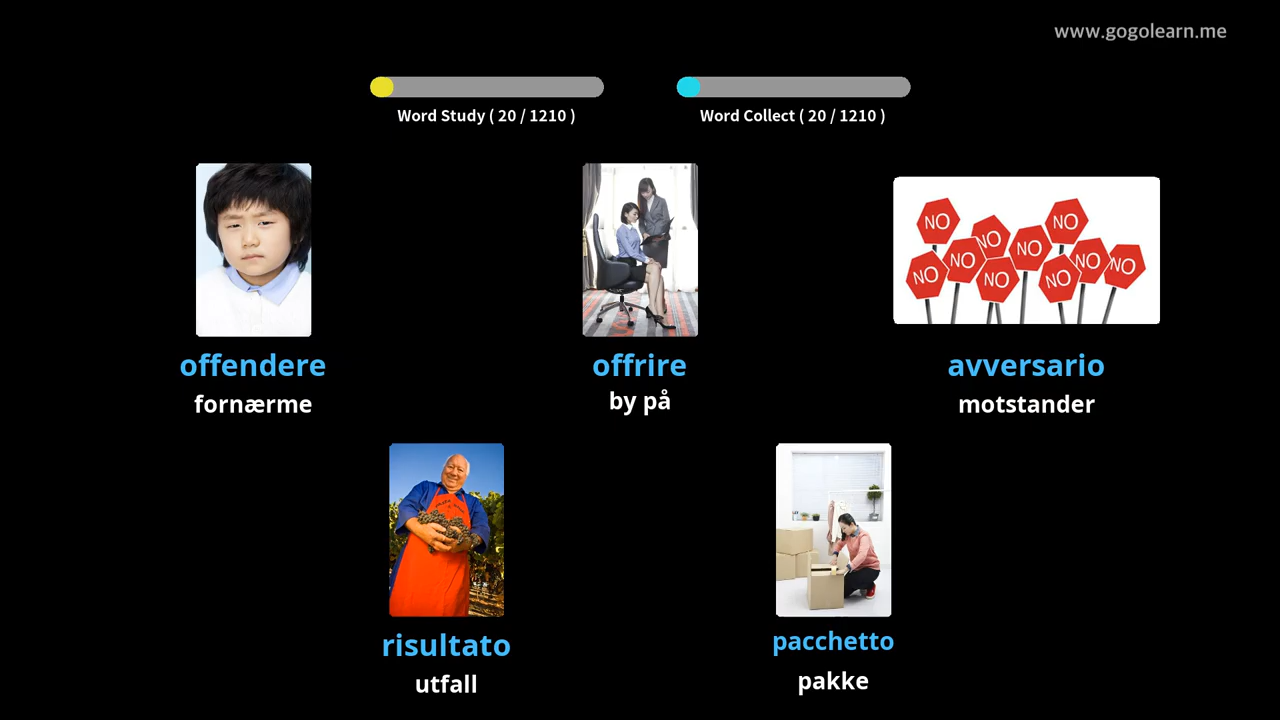 www.gogolearn.me
Word Study ( 20 / 1210 )
Word Collect ( 20 / 1210 )
NO
NO
NO
NO
NO
NO
NO
NO
NO
NO
offendere
offrire
avversario
fornærme
by på
motstander
risultato
pacchetto
utfall
pakke